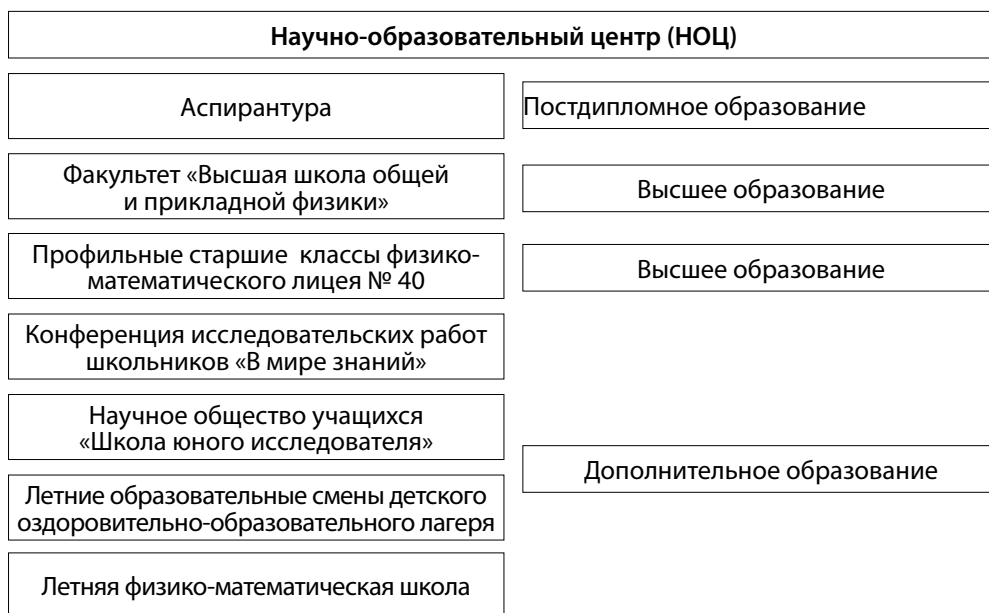 Научно-образовательный центр (НОЦ)
Аспирантура
Постдипломное образование
Факультет «Высшая школа общей
и прикладной физики»
Высшее образование
Профильные старшие классы физико-
математического лицея № 40
Высшее образование
Конференция исследовательских работ
школьников «В мире знаний»
Научное общество учащихся
«Школа юного исследователя»
Дополнительное образование
Летние образовательные смены детского
оздоровительно-образовательного лагеря
Летняя физико-математическая школа